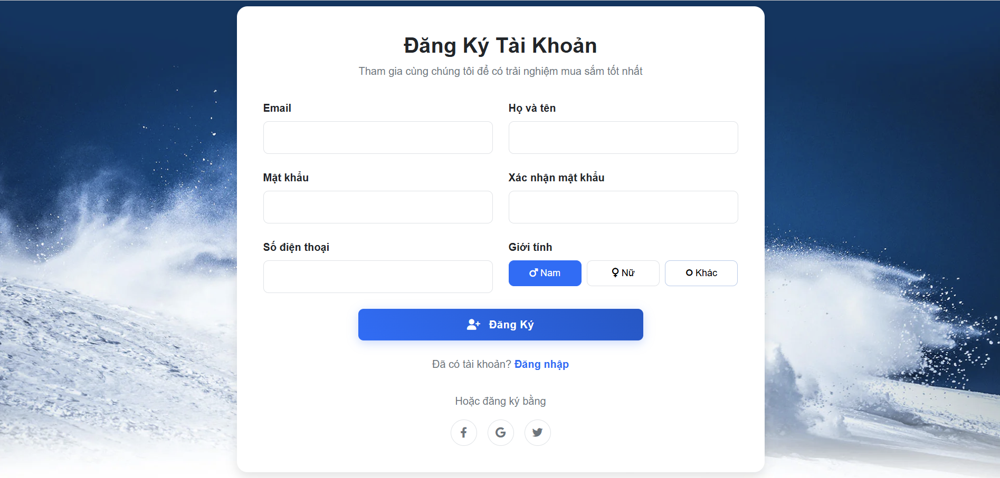 Đăng Ký Tài Khoản
Tham gia cùng chúng tôi để có trải nghiệm mua sắm tốt nhất
Email
Họ và tên
Mật khẩu
Xác nhận mật khẩu
Số điện thoại
Giới tính
Nam
Nữ
Khác
Đăng Ký
Đã có tài khoản? Đăng nhập
Hoặc đăng ký bằng